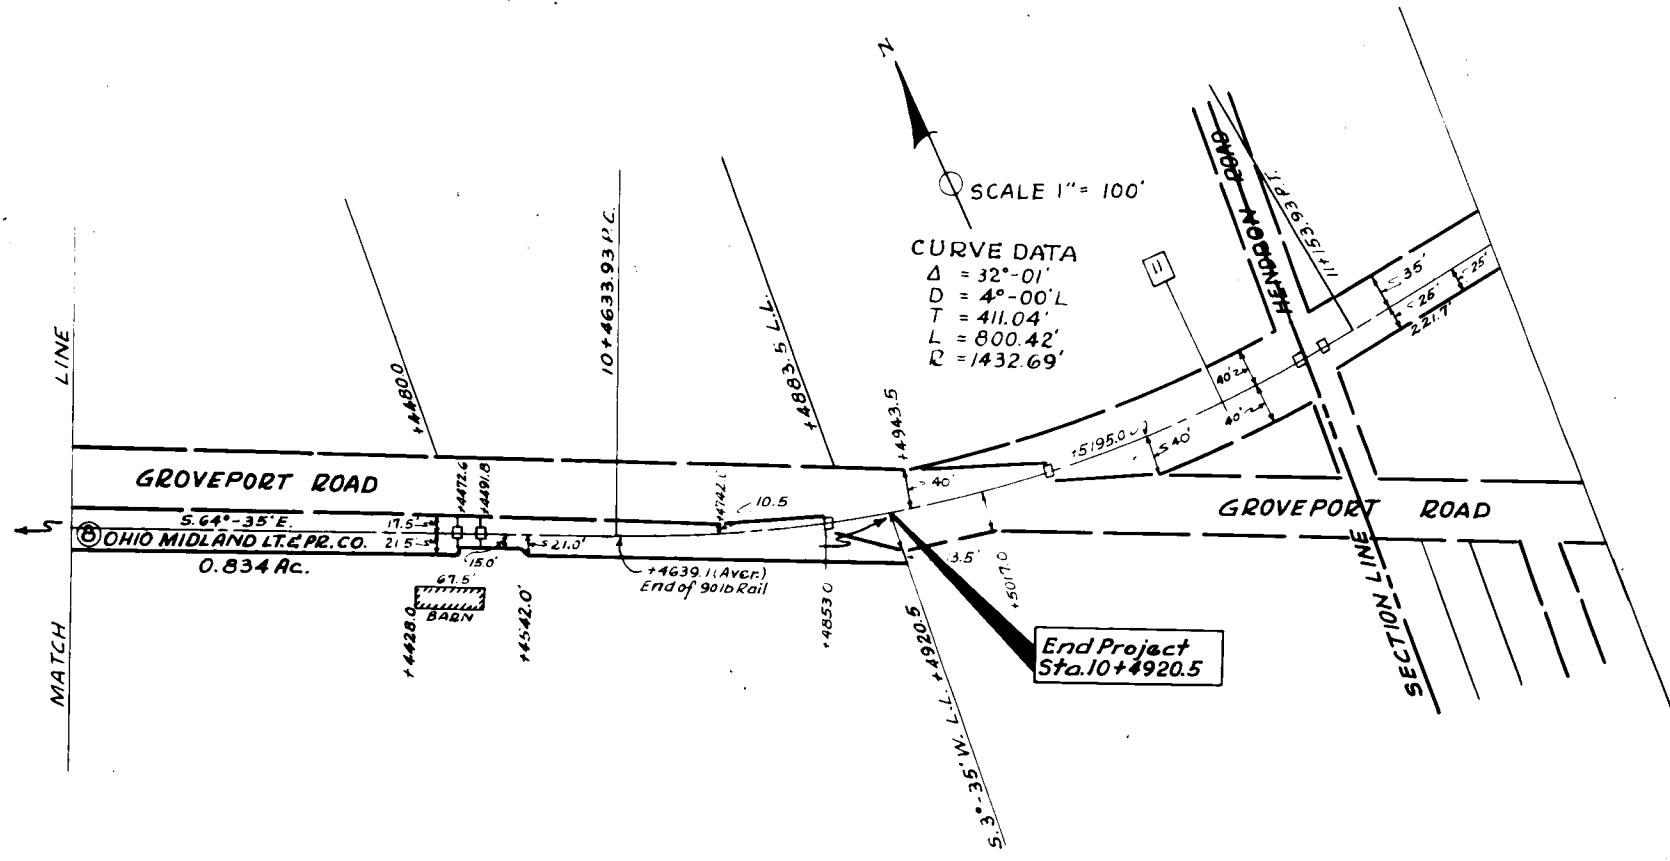 N
SCALE 1"= 100'
CURVE DATA
Δ = 32°-01'
D = 4°-00'L
T = 411.04'
L = 800.42'
R = 1432.69'
HENDRON ROAD
11+153.93 P.I.
11
35'
25'
25'
221.7'
40'
40'
+5195.0
40'
LINE
MATCH
+4480.0
10+4633.93 P.C.
+4883.5 L.L.
+4943.5
GROVEPORT ROAD
+4472.6
+4491.8
+4742.
10.5
40'
GROVEPORT ROAD
S. 64°-35' E.
17.5'
8
OHIO MIDLAND LT. & PR. CO.
21.5
0.834 Ac.
15.0'
21.0'
+4639.1 (Aver.)
End of 90lb Rail
67.5'
BARN
+4428.0
+4542.0'
+4853.0
3.5'
+5017.0
End Project
Sta. 10+4920.5
S. 3°-35' W. L.L. +4920.5
SECTION LINE